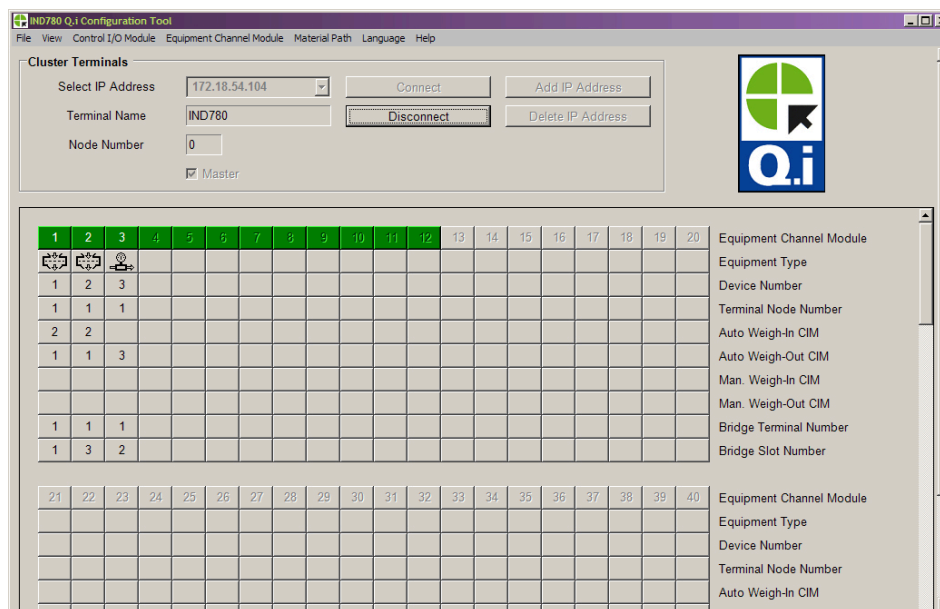 IND780 Q.i Configuration Tool
File View Control I/O Module Equipment Channel Module Material Path Language Help
Cluster Terminals
Select IP Address 172.18.54.104 Connect Add IP Address
Terminal Name IND780 Disconnect Delete IP Address
Node Number 0
Master
Q.i
1 2 3 4 5 6 7 8 9 10 11 12 13 14 15 16 17 18 19 20 Equipment Channel Module
Equipment Type
1 2 3 Device Number
1 1 1 Terminal Node Number
2 2 Auto Weigh-In CIM
1 1 3 Auto Weigh-Out CIM
Man. Weigh-In CIM
Man. Weigh-Out CIM
1 1 1 Bridge Terminal Number
1 3 2 Bridge Slot Number
21 22 23 24 25 26 27 28 29 30 31 32 33 34 35 36 37 38 39 40 Equipment Channel Module
Equipment Type
Device Number
Terminal Node Number
Auto Weigh-In CIM